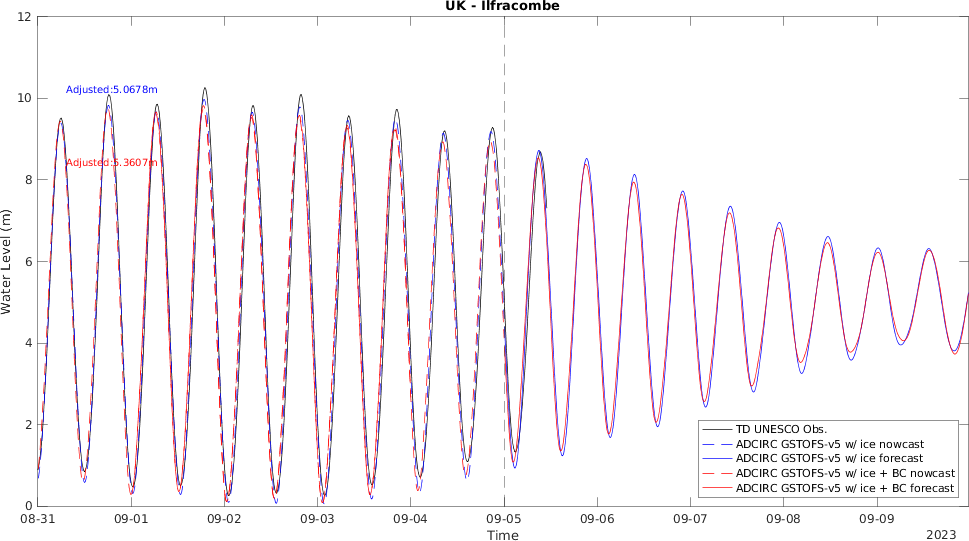 UK - Ilfracombe
12
10
8
6
4
2
0
Water Level (m)
Adjusted:5.0678m
Adjusted:5.3607m
TD UNESCO Obs.
ADCIRC GSTOFS-v5 w/ ice nowcast
ADCIRC GSTOFS-v5 w/ ice forecast
ADCIRC GSTOFS-v5 w/ ice + BC nowcast
ADCIRC GSTOFS-v5 w/ ice + BC forecast
08-31 09-01 09-02 09-03 09-04 09-05 09-06 09-07 09-08 09-09
Time
2023